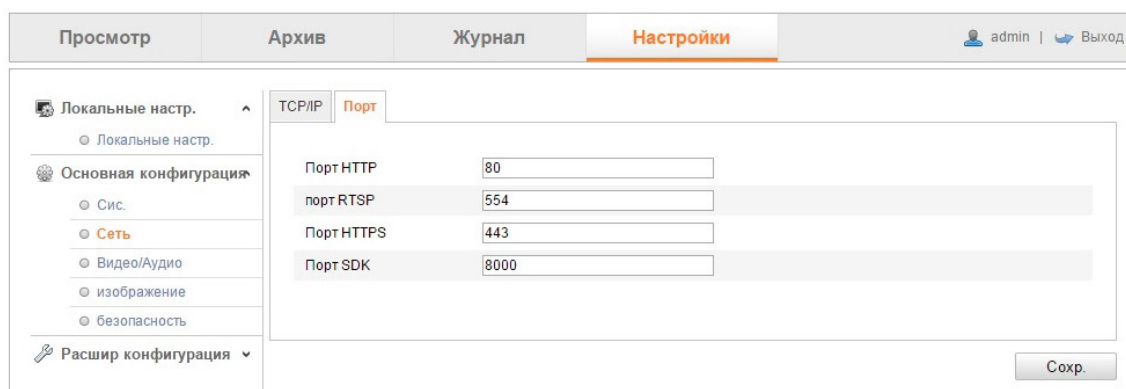 Просмотр Архив Журнал Настройки admin | Выход
Локальные настр.
Локальные настр.
Основная конфигурация
Сис.
Сеть
Видео/Аудио
изображение
безопасность
Расшир конфигурация
TCP/IP Порт
Порт HTTP 80
порт RTSP 554
Порт HTTPS 443
Порт SDK 8000
Сохр.